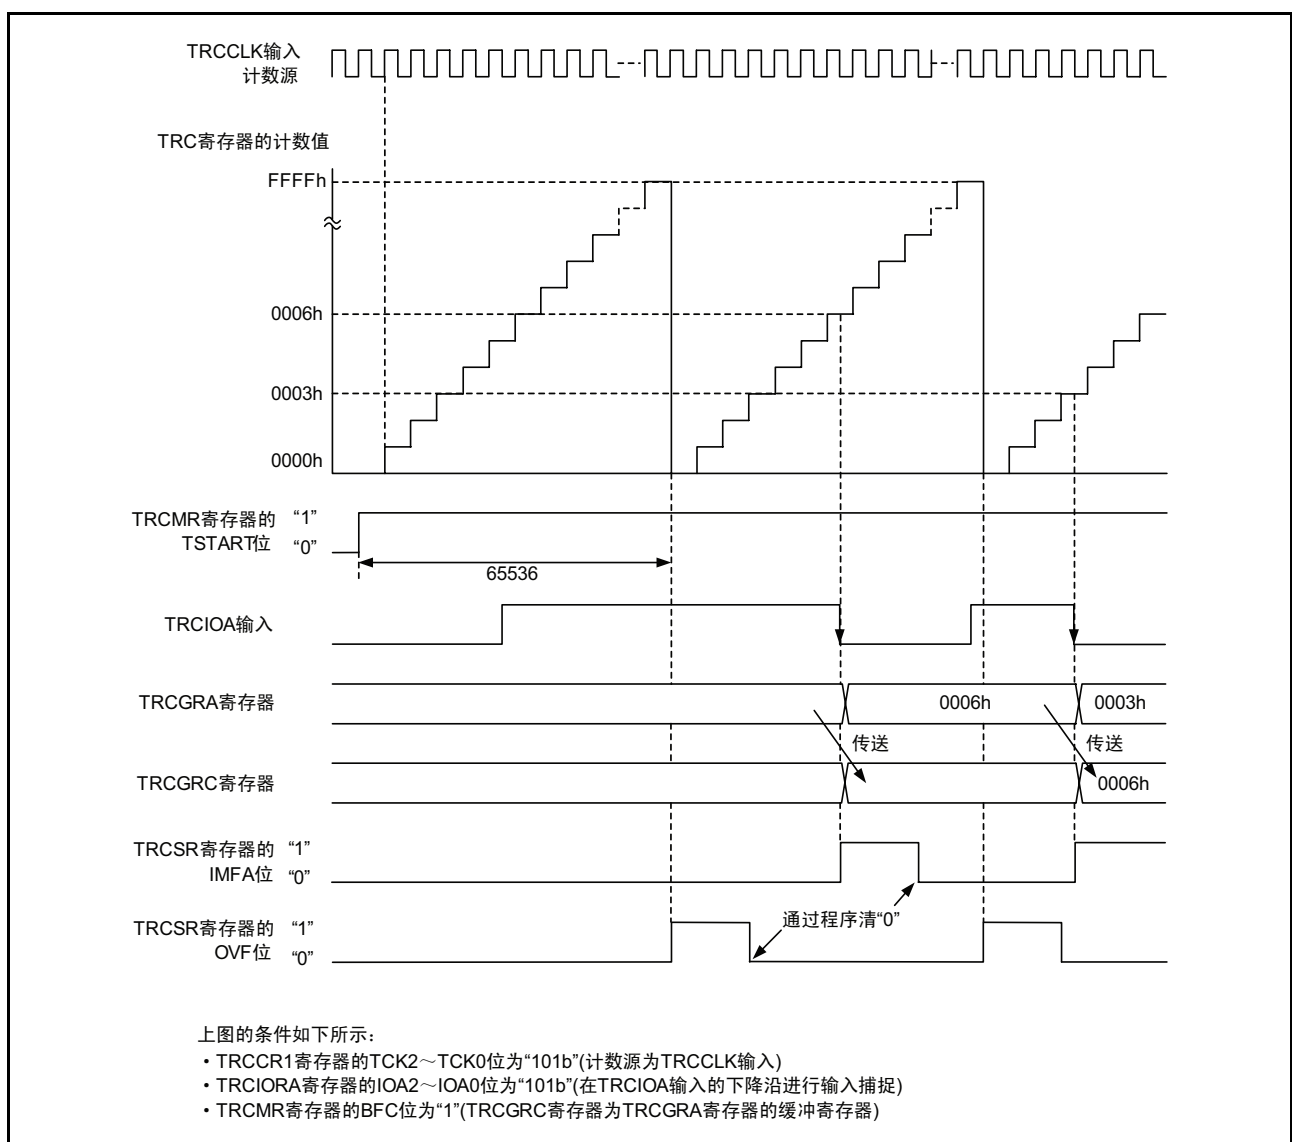 TRCCLK输入
计数源
TRC寄存器的计数值
FFFFh
0006h
0003h
0000h
TRCMR寄存器的 “1”
TSTART位 “0”
65536
TRCIOA输入
TRCGRA寄存器
0006h
0003h
传送
传送
TRCGRC寄存器
0006h
TRCSR寄存器的 “1”
IMFA位 “0”
通过程序清“0”
TRCSR寄存器的 “1”
OVF位 “0”
上图的条件如下所示：
・TRCCR1寄存器的TCK2～TCK0位为“101b”(计数源为TRCCLK输入)
・TRCIORA寄存器的IOA2～IOA0位为“101b”(在TRCIOA输入的下降沿进行输入捕捉)
・TRCMR寄存器的BFC位为“1”(TRCGRC寄存器为TRCGRA寄存器的缓冲寄存器)